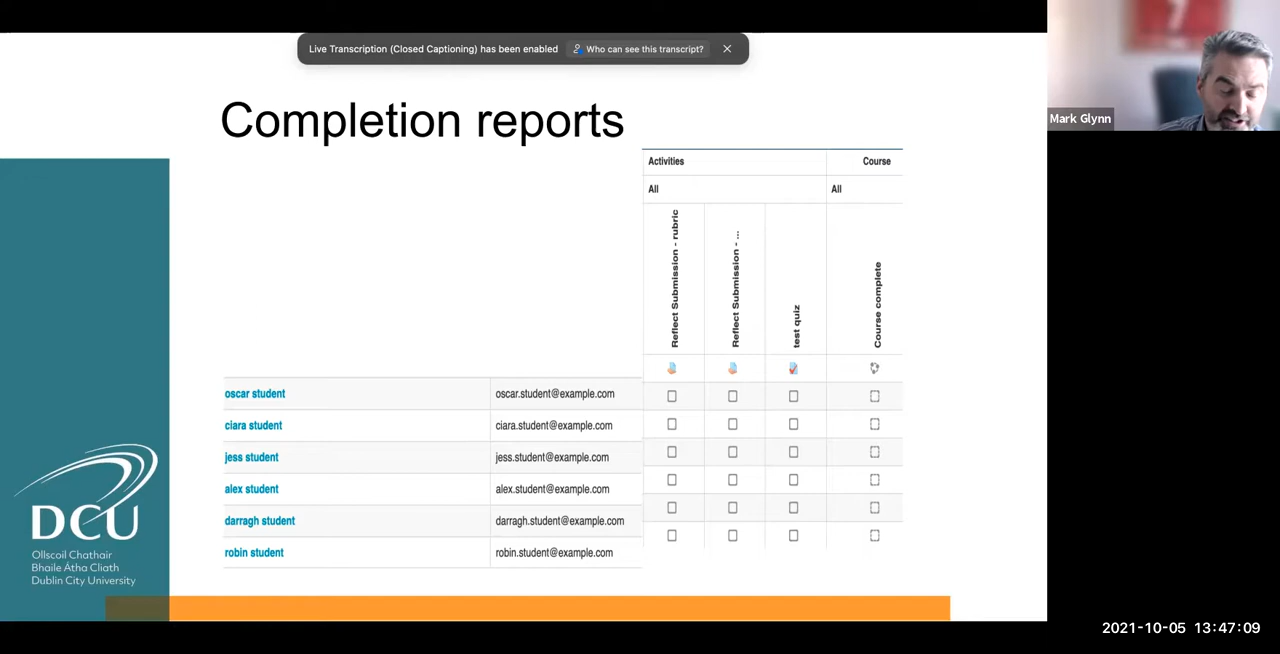 Live Transcription (Closed Captioning) has been enabled Who can see this transcript?
Mark Glynn
Completion reports
Activities Course
All All
Reflect Submission - rubric
Reflect Submission - ...
test quiz
Course complete
oscar student oscar.student@example.com
ciara student ciara.student@example.com
jess student jess.student@example.com
alex student alex.student@example.com
darragh student darragh.student@example.com
robin student robin.student@example.com
DCU
Ollscoil Chathair
Bhaile Átha Cliath
Dublin City University
2021-10-05 13:47:09